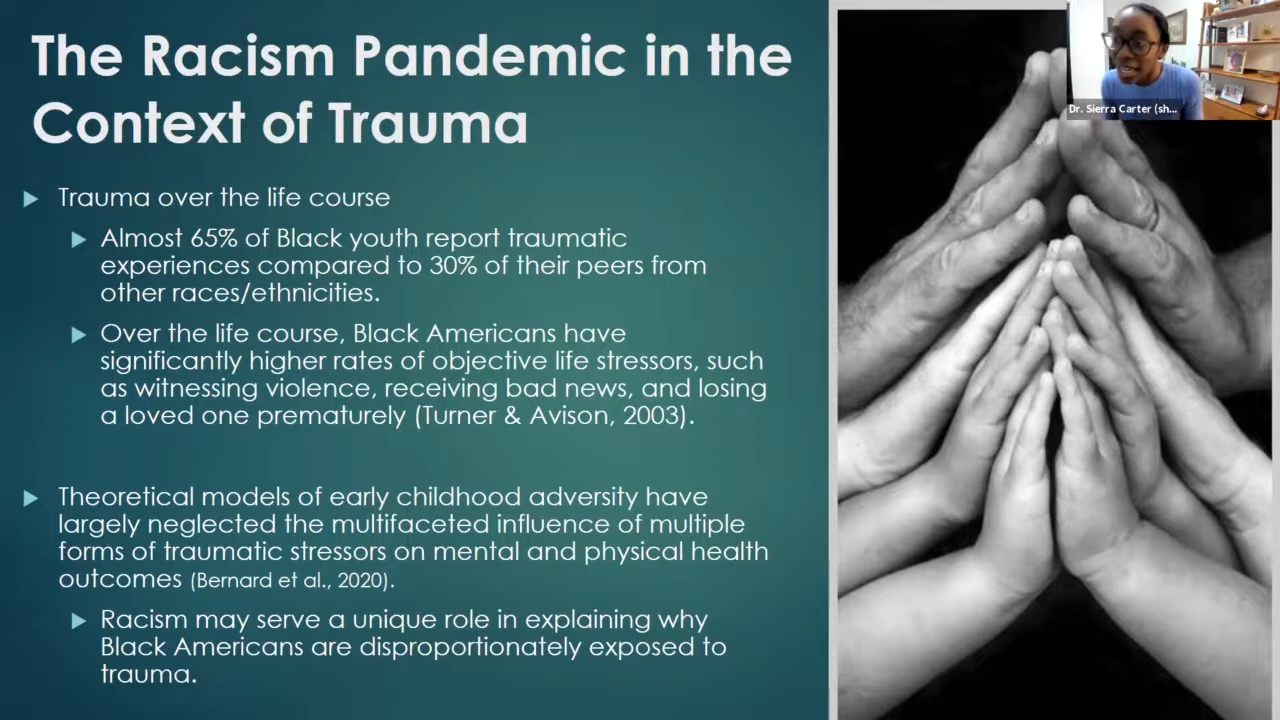 The Racism Pandemic in the
Context of Trauma
Dr. Sierra Carter (sh...
Trauma over the life course
Almost 65% of Black youth report traumatic
experiences compared to 30% of their peers from
other races/ethnicities.
Over the life course, Black Americans have
significantly higher rates of objective life stressors, such
as witnessing violence, receiving bad news, and losing
a loved one prematurely (Turner & Avison, 2003).
Theoretical models of early childhood adversity have
largely neglected the multifaceted influence of multiple
forms of traumatic stressors on mental and physical health
outcomes (Bernard et al., 2020).
Racism may serve a unique role in explaining why
Black Americans are disproportionately exposed to
trauma.